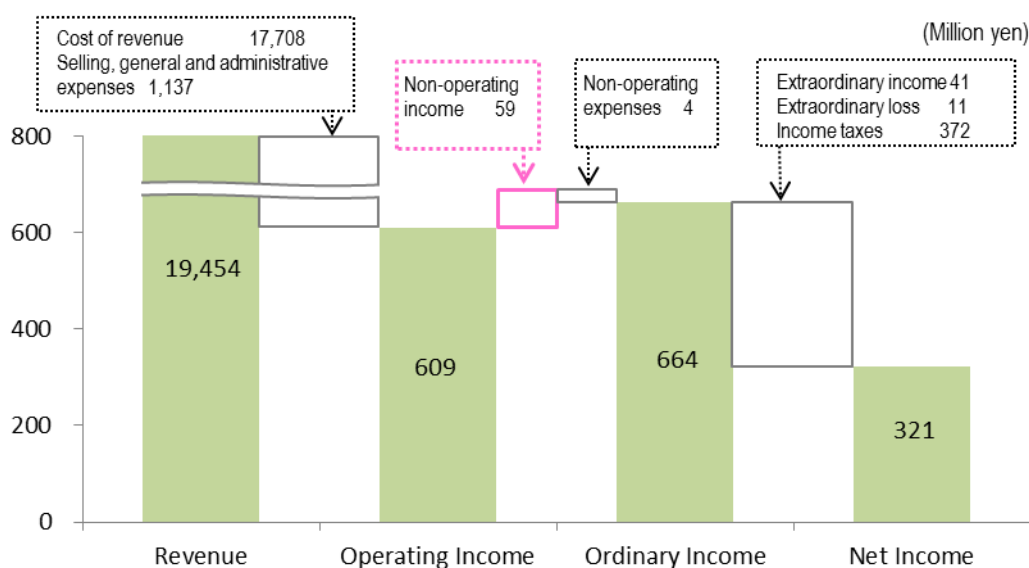 (Million yen)
Cost of revenue 17,708
Selling, general and administrative
expenses 1,137
Non-operating
income 59
Non-operating
expenses 4
Extraordinary income 41
Extraordinary loss 11
Income taxes 372
800
600
400
200
0
19,454
609
664
321
Revenue
Operating Income
Ordinary Income
Net Income